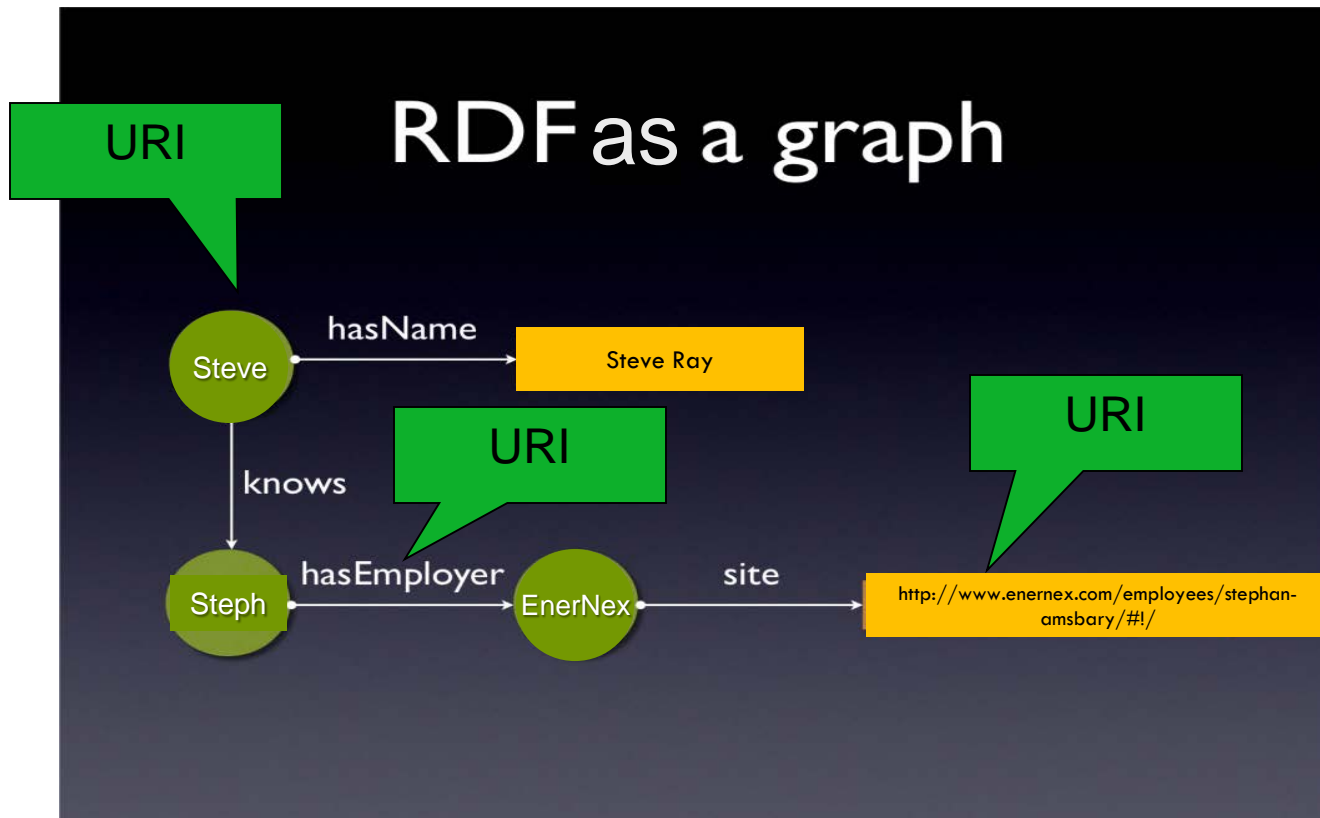 RDF as a graph
URI
hasName
Steve
Steve Ray
URI
URI
knows
hasEmployer
site
Steph
EnerNex
http://www.enernex.com/employees/stephan-
amsbary/#!/